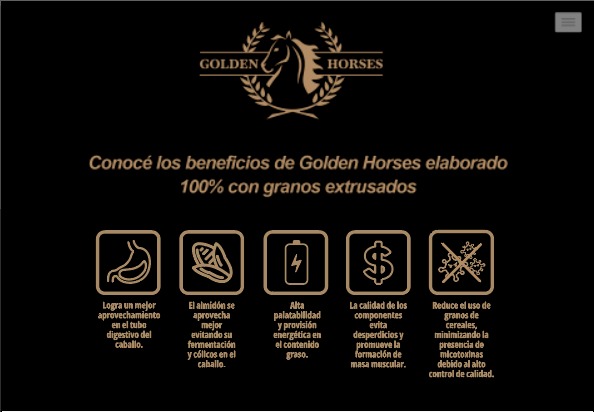 GOLDEN HORSES
Conocé los beneficios de Golden Horses elaborado
100% con granos extrusados
Logra un mejor
aprovechamiento
en el tubo
digestivo del
caballo.
El almidón se
aprovecha
mejor
evitando su
fermentación
y cólicos en el
caballo.
Alta
palatabilidad
y provisión
energética en
el contenido
graso.
La calidad de los
componentes
evita
desperdicios y
promueve la
formación de
masa muscular.
Reduce el uso de
granos de
cereales,
minimizando la
presencia de
micotoxinas
debido al alto
control de calidad.